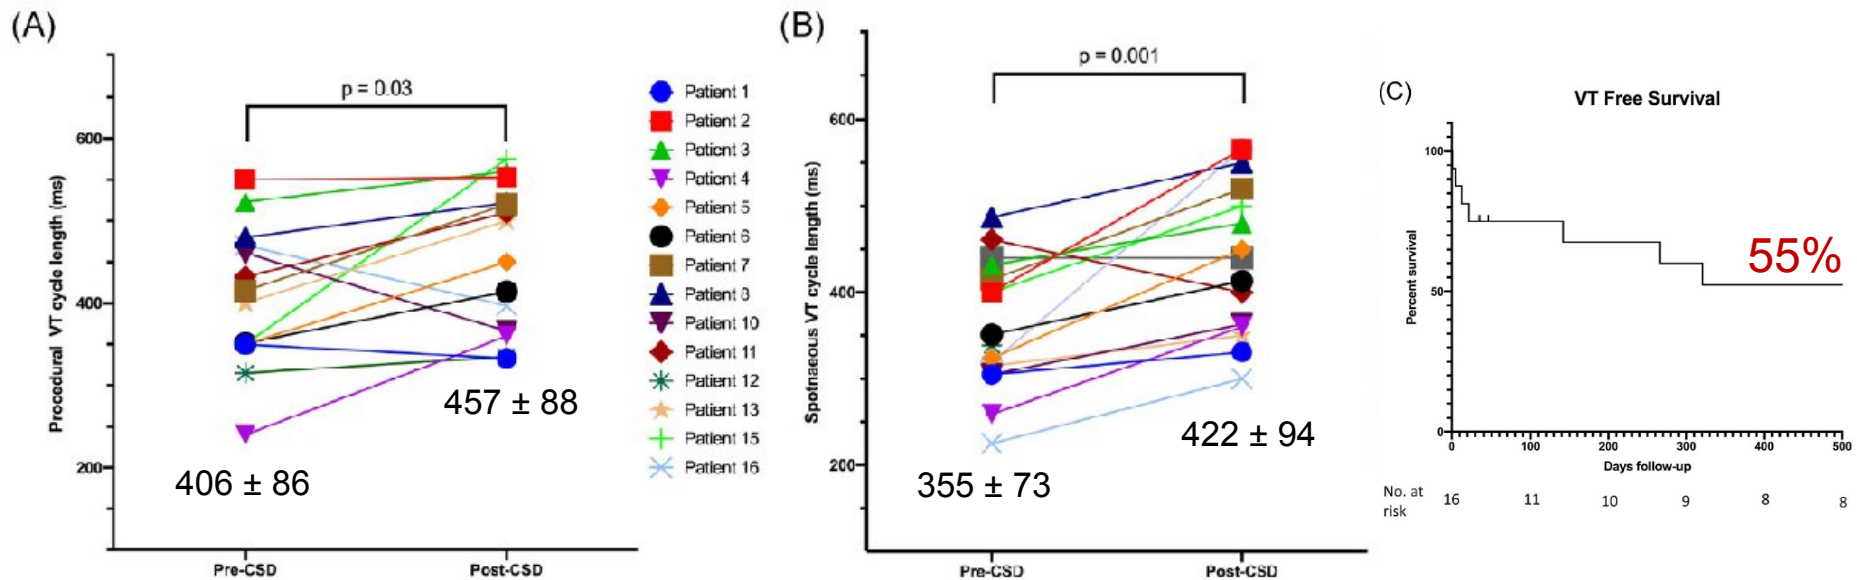 (A)
Procedural VT cycle length (ms)
600
400
200
p = 0.03
406 ± 86
457 ± 88
Pre-CSD
Post-CSD
Patient 1
Patient 2
Patient 3
Patient 4
Patient 5
Patient 6
Patient 7
Patient 8
Patient 10
Patient 11
Patient 12
Patient 13
Patient 15
Patient 16
(B)
Spotnaeous VT cycle length (ms)
600
400
200
p = 0.001
355 ± 73
422 ± 94
Pre-CSD
Post-CSD
(C)
VT Free Survival
Percent survival
100
50
0
55%
0 100 200 300 400 500
Days follow-up
No. at
risk
16 11 10 9 8 8